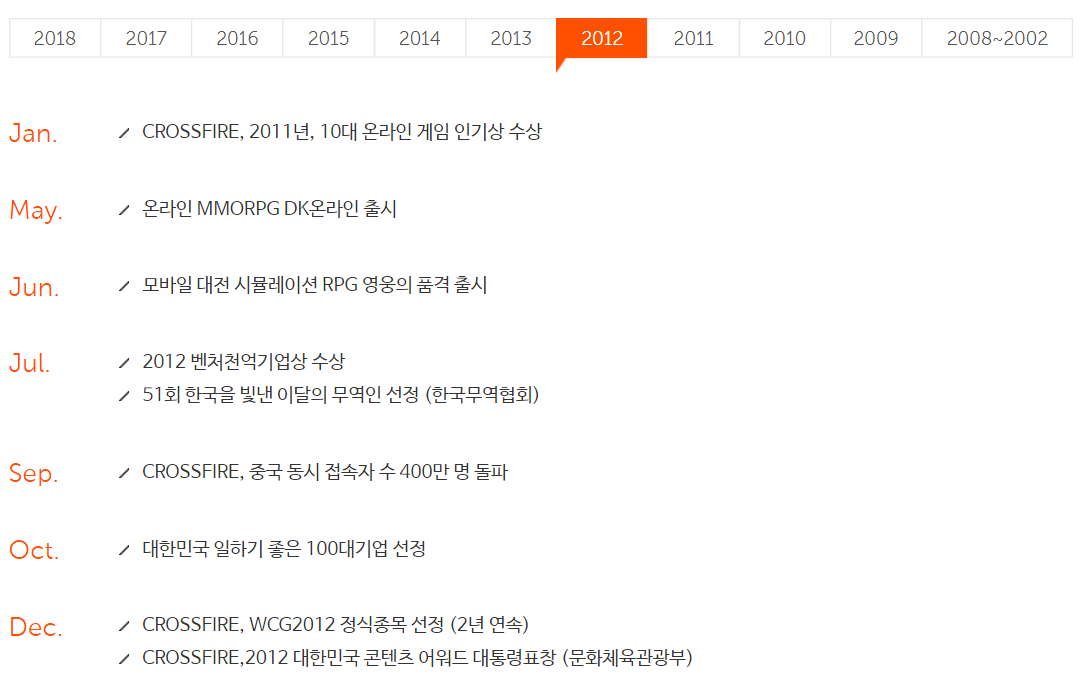 2018 2017 2016 2015 2014 2013 2012 2011 2010 2009 2008~2002
Jan. CROSSFIRE, 2011년, 10대 온라인 게임 인기상 수상
May. 온라인 MMORPG DK온라인 출시
Jun. 모바일 대전 시뮬레이션 RPG 영웅의 품격 출시
Jul. 2012 벤처천억기업상 수상
51회 한국을 빛낸 이달의 무역인 선정 (한국무역협회)
Sep. CROSSFIRE, 중국 동시 접속자 수 400만 명 돌파
Oct. 대한민국 일하기 좋은 100대기업 선정
Dec. CROSSFIRE, WCG2012 정식종목 선정 (2년 연속)
CROSSFIRE,2012 대한민국 콘텐츠 어워드 대통령표창 (문화체육관광부)